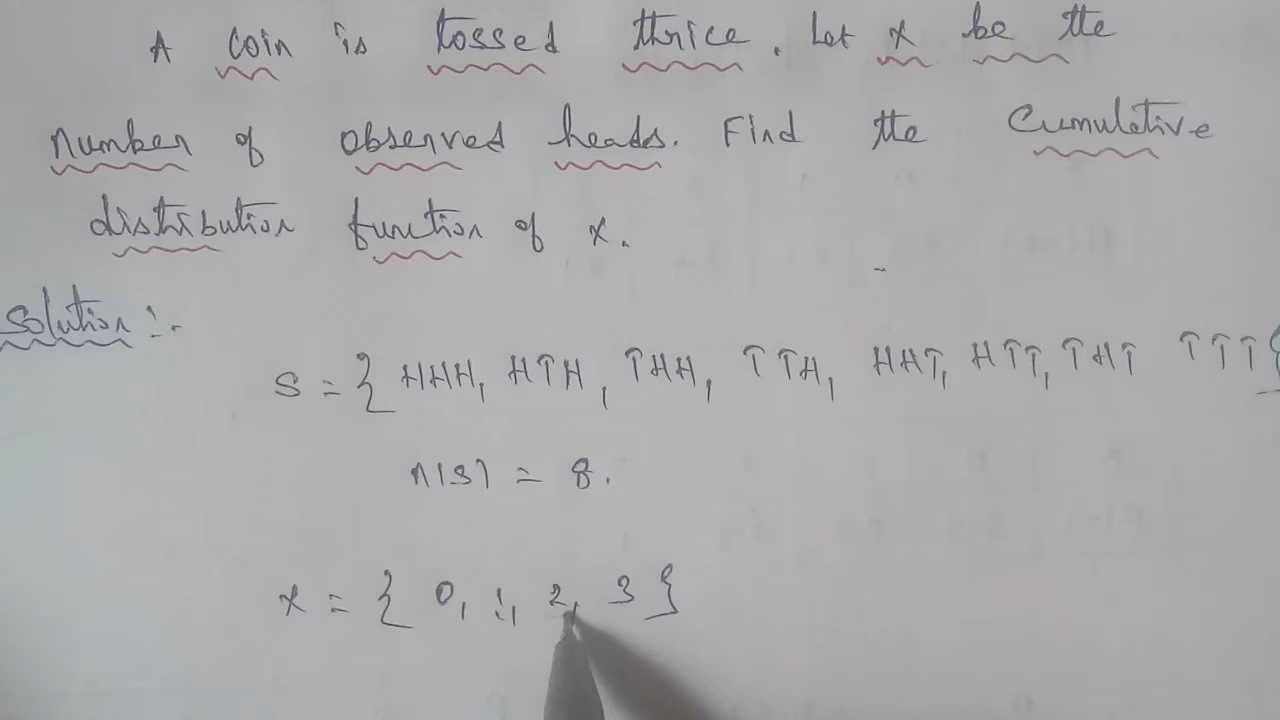 A coin is tossed thrice. Let x be the
number of observed heads. Find the Cumulative
distribution function of x.
Solution :-
S = { HHH, HTH, THH, TTH, HHT, HTT, THT TTT }
n(S) = 8.
x = { 0, 1, 2, 3 }